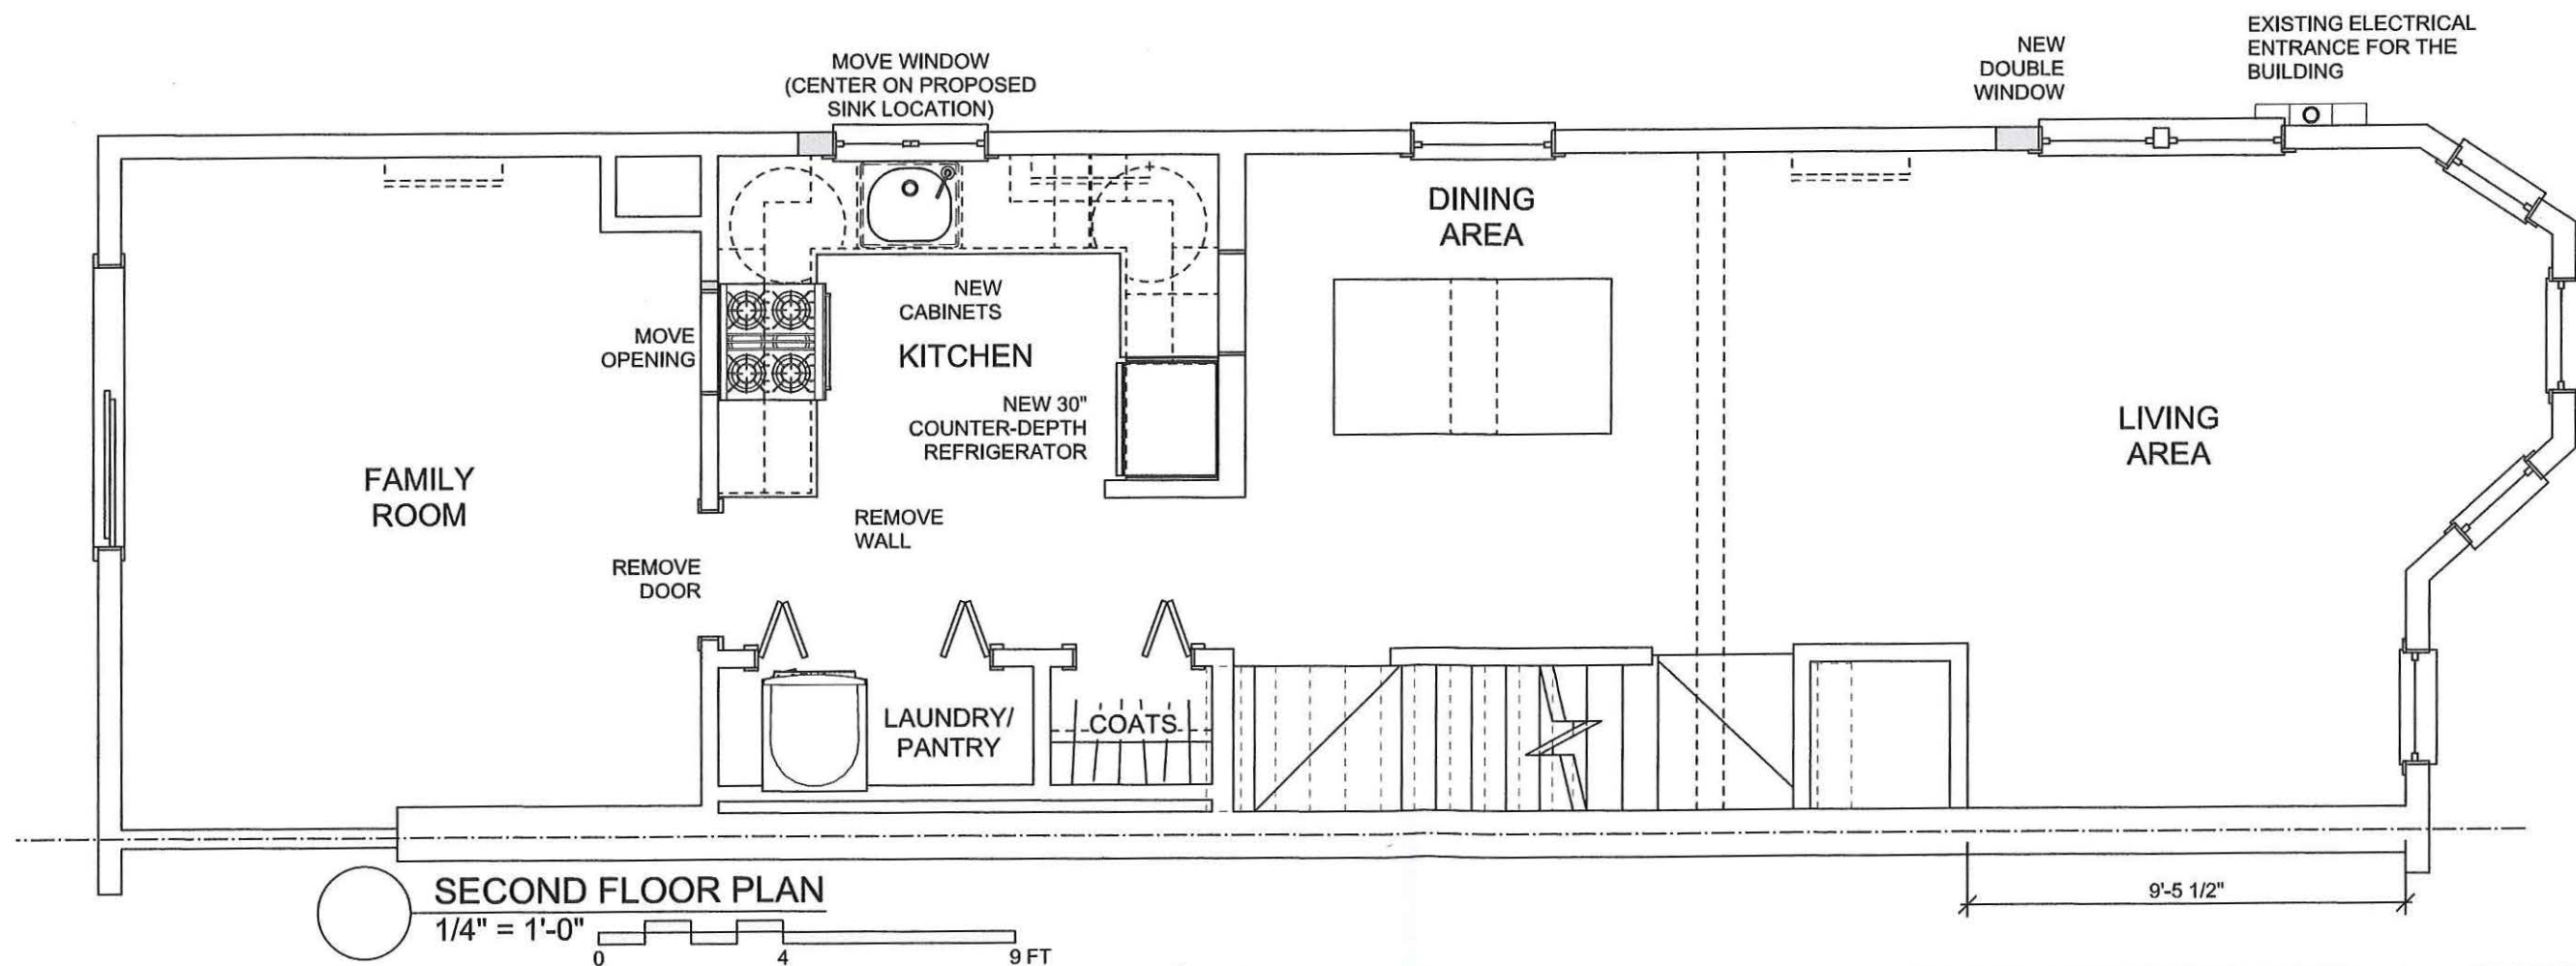 EXISTING ELECTRICAL
ENTRANCE FOR THE
BUILDING
NEW
DOUBLE
WINDOW
MOVE WINDOW
(CENTER ON PROPOSED
SINK LOCATION)
DINING
AREA
NEW
CABINETS
MOVE
OPENING
KITCHEN
NEW 30"
COUNTER-DEPTH
REFRIGERATOR
LIVING
AREA
FAMILY
ROOM
REMOVE
WALL
REMOVE
DOOR
LAUNDRY/
PANTRY
COATS
SECOND FLOOR PLAN
1/4" = 1'-0"
0 4 9 FT
9'-5 1/2"